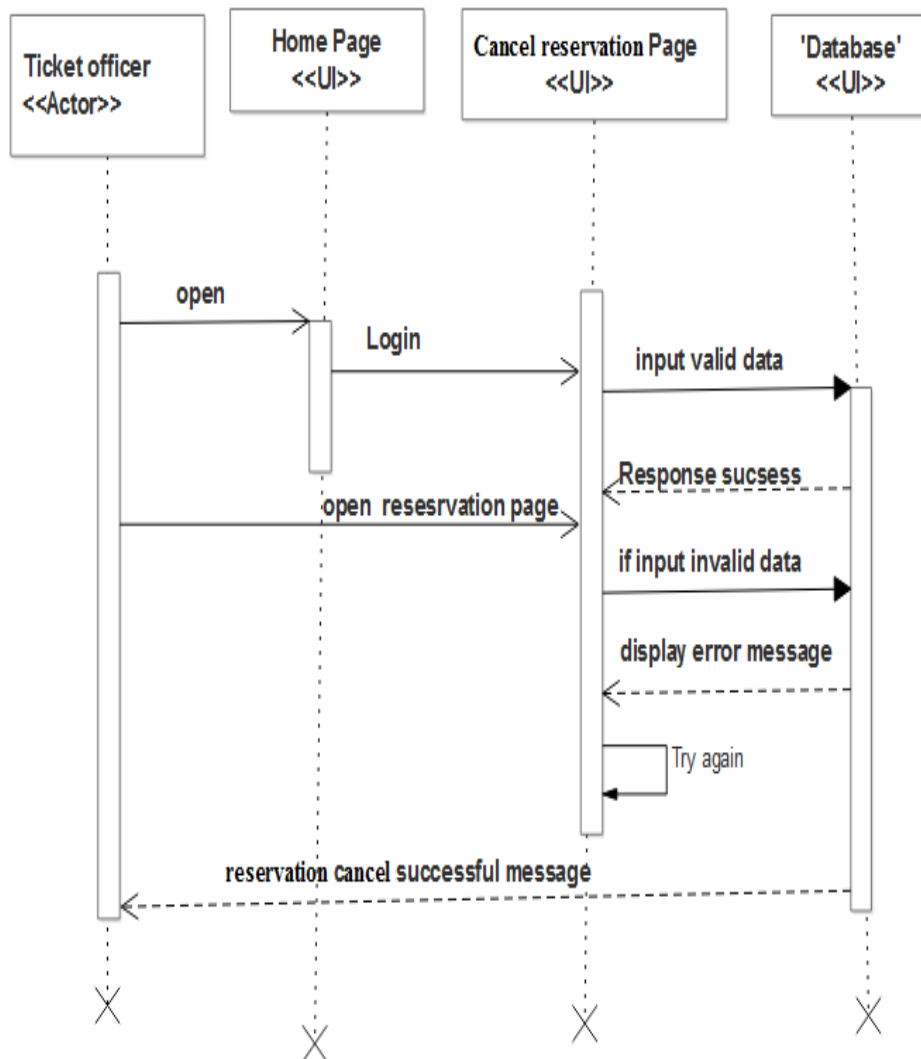 Ticket officer
<<Actor>>
Home Page
<<UI>>
Cancel reservation Page
<<UI>>
'Database'
<<UI>>
open
Login
input valid data
Response sucsess
open resesrvation page
if input invalid data
display error message
Try again
reservation cancel successful message